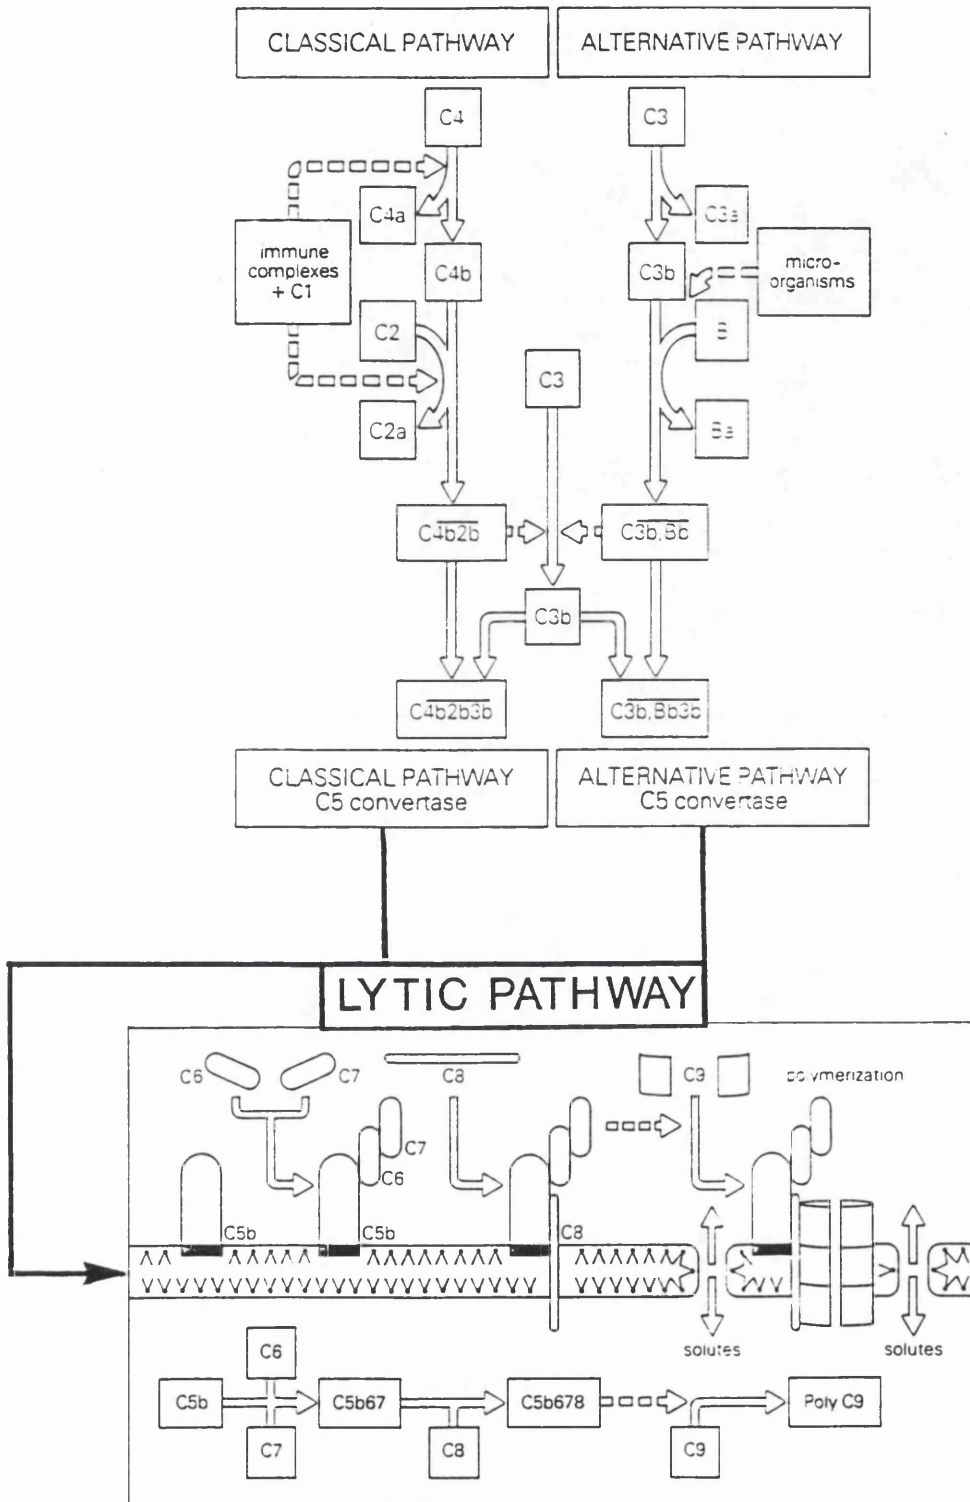 CLASSICAL PATHWAY
ALTERNATIVE PATHWAY
C4
C3
C4a
C3a
immune
complexes
+ C1
C4b
C3b
micro-
organisms
C2
B
C3
C2a
Ba
C4b2b
C3b,Bb
C3b
C4b2b3b
C3b,Bb3b
CLASSICAL PATHWAY
C5 convertase
ALTERNATIVE PATHWAY
C5 convertase
LYTIC PATHWAY
C6
C7
C8
C9
polymerization
C7
C6
C5b
C5b
C8
solutes
solutes
C6
C5b
C5b67
C5b678
Poly C9
C7
C8
C9